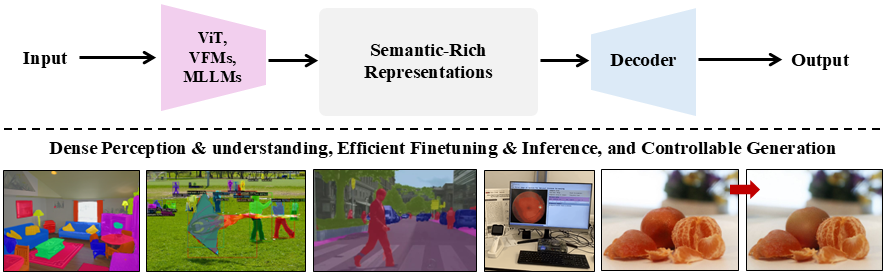 Input
ViT,
VFMs,
MLLMs
Semantic-Rich
Representations
Decoder
Output
Dense Perception & understanding, Efficient Finetuning & Inference, and Controllable Generation